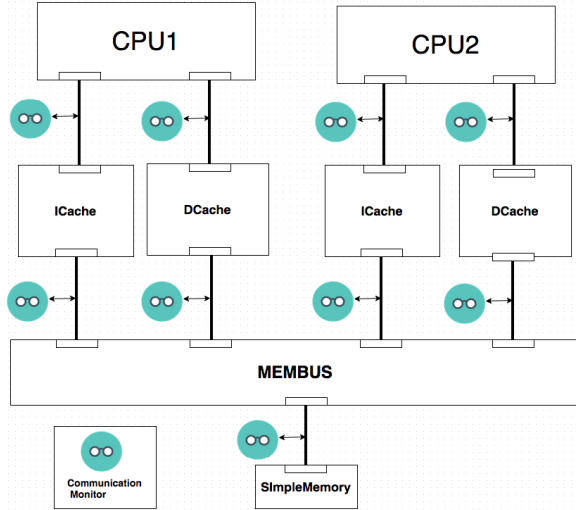 CPU1
CPU2
ICache
DCache
ICache
DCache
MEMBUS
Communication
Monitor
SImpleMemory